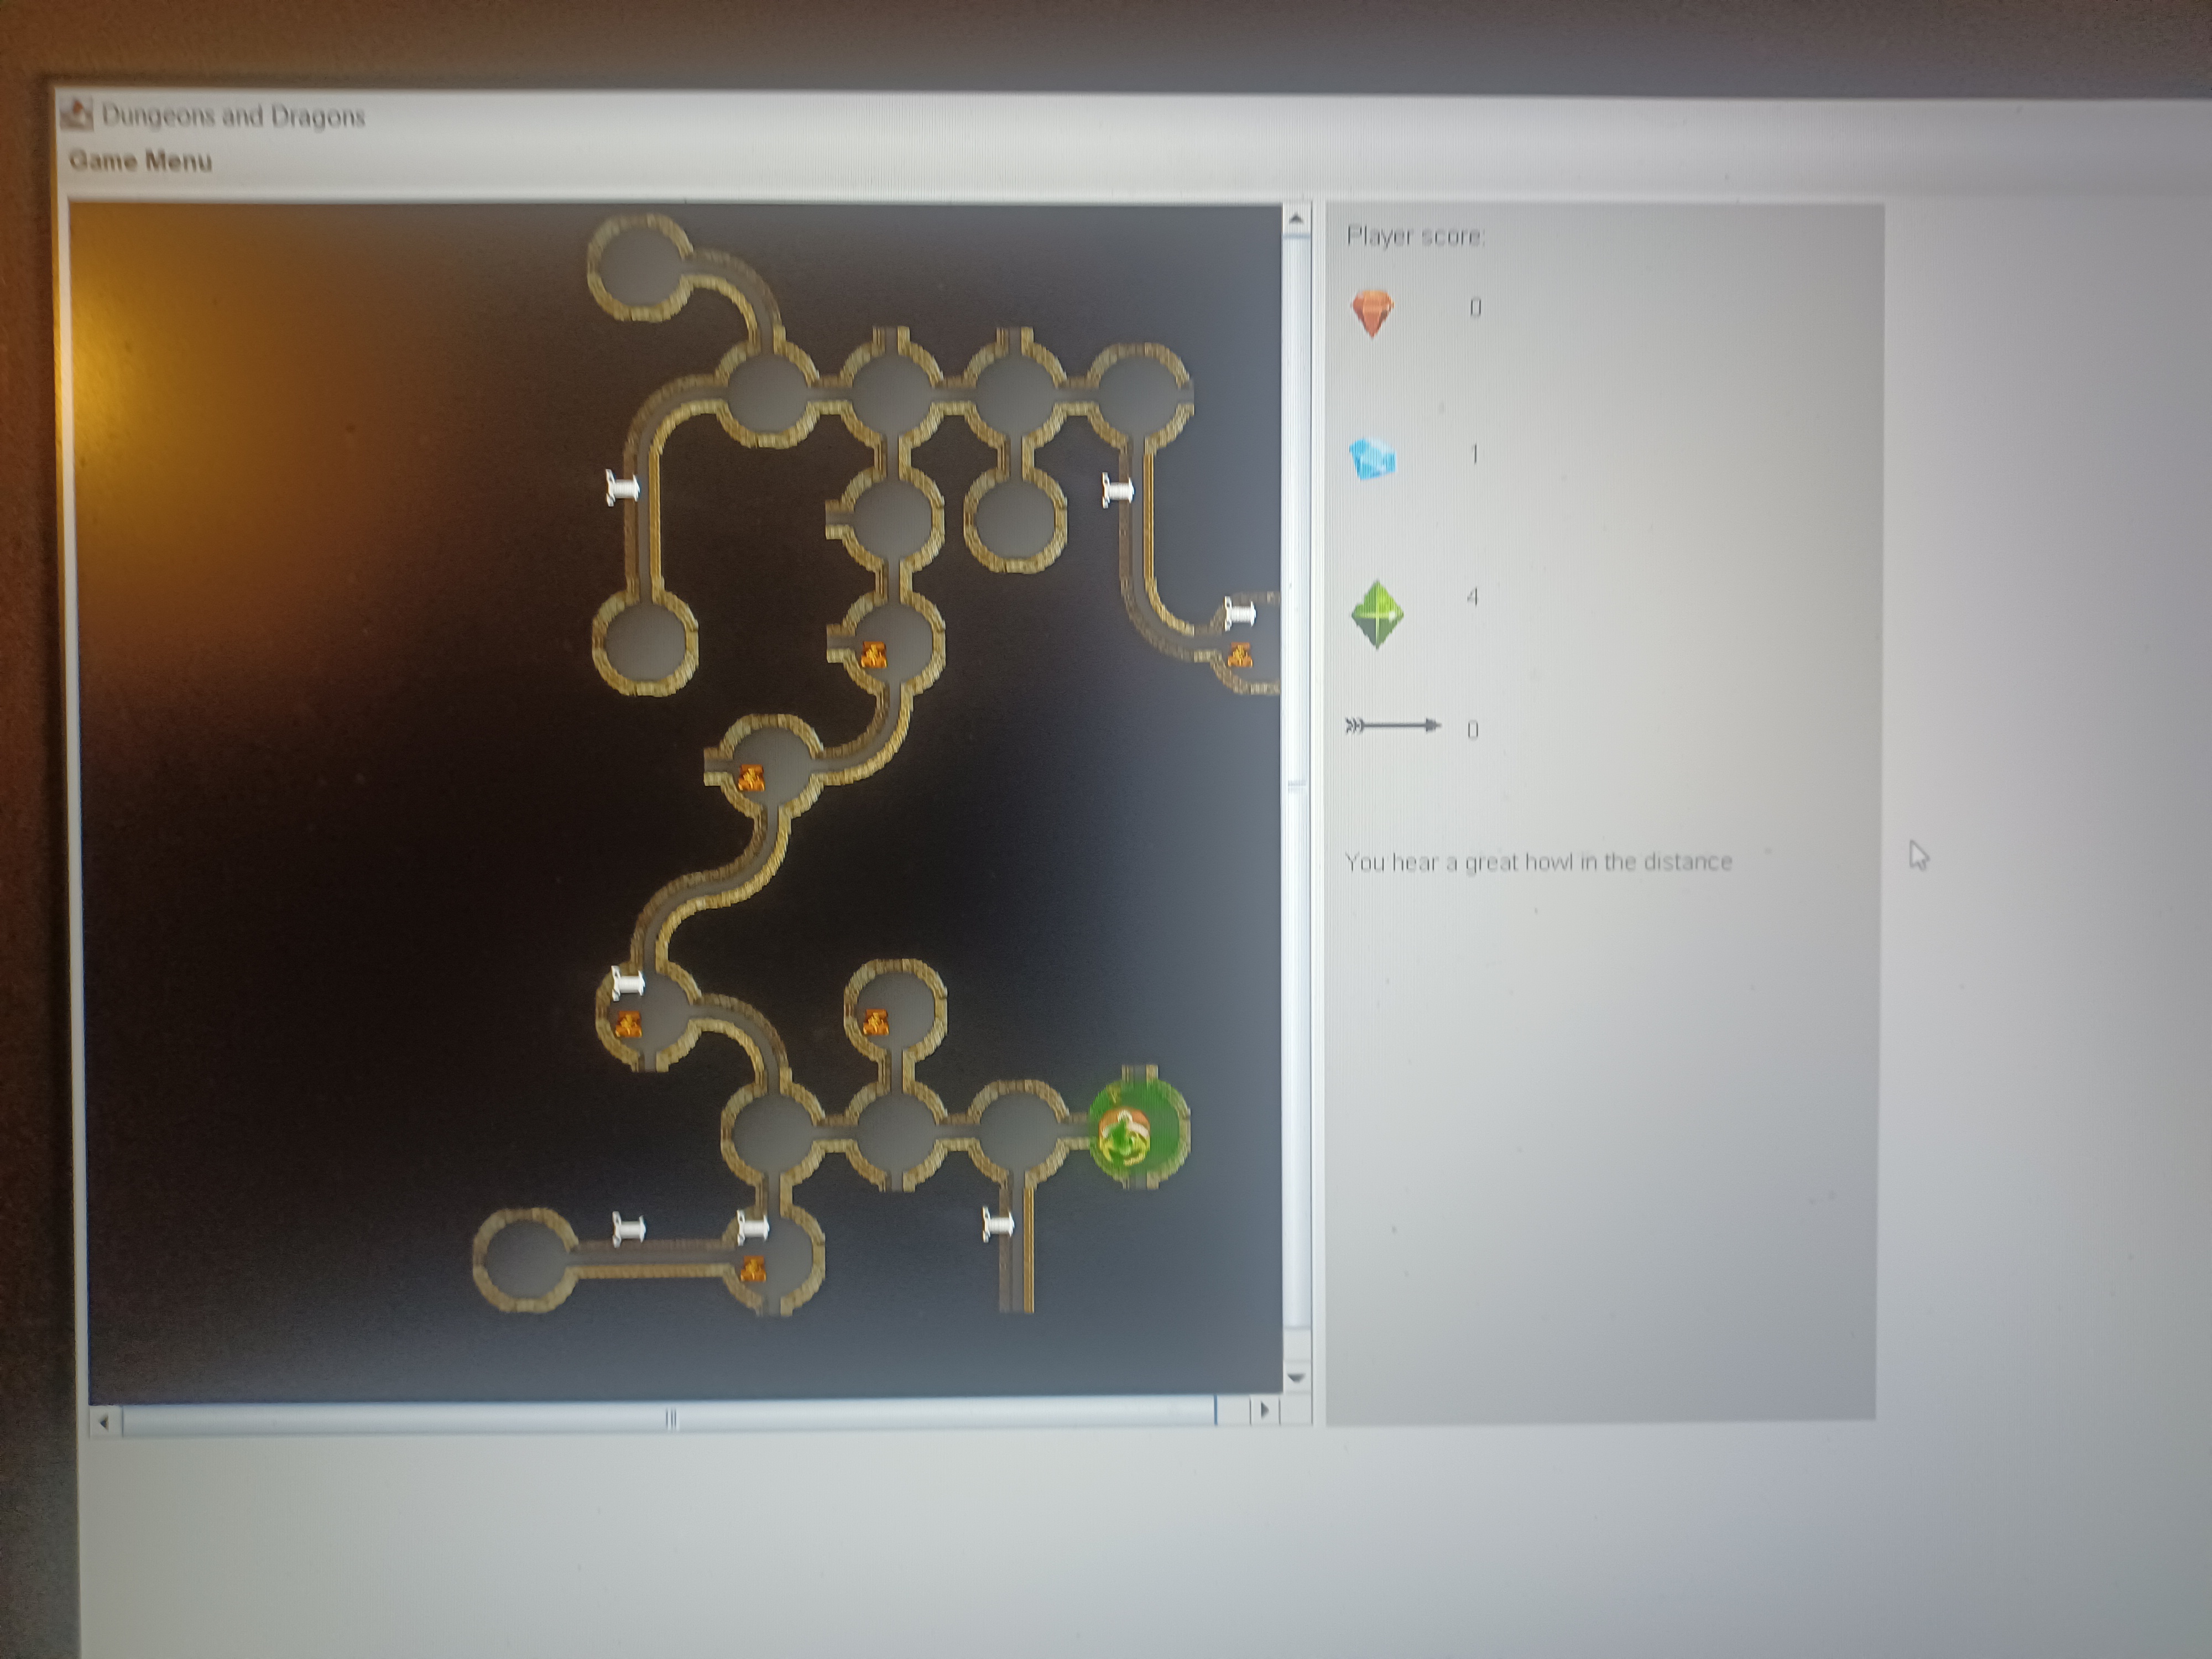 Dungeons and Dragons
Game Menu
Player score:
0
1
4
0
You hear a great howl in the distance